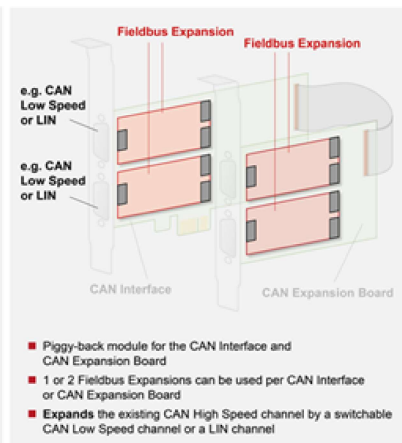 Fieldbus Expansion
Fieldbus Expansion
e.g. CAN
Low Speed
or LIN
e.g. CAN
Low Speed
or LIN
CAN Interface
CAN Expansion Board
Piggy-back module for the CAN Interface and
CAN Expansion Board
1 or 2 Fieldbus Expansions can be used per CAN Interface
or CAN Expansion Board
Expands the existing CAN High Speed channel by a switchable
CAN Low Speed channel or a LIN channel